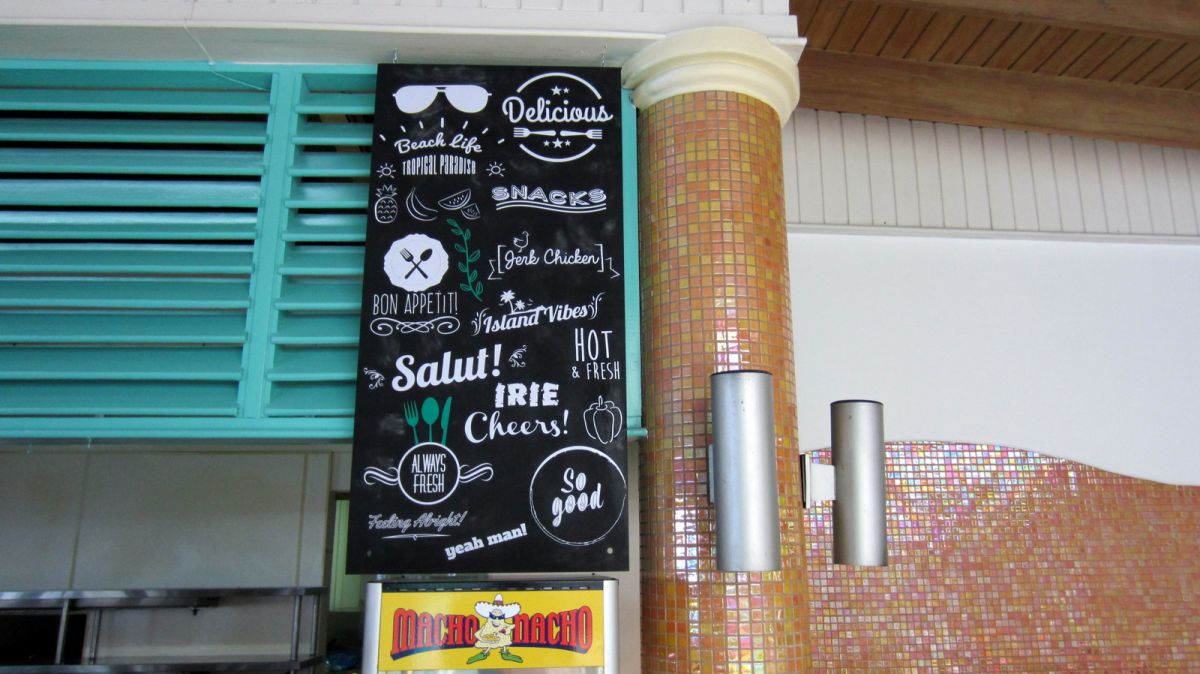 Delicious
Beach Life
TROPICAL PARADISE
SNACKS
Jerk Chicken
BON APPETIT!
Island Vibes
HOT
& FRESH
Salut!
IRIE
Cheers!
ALWAYS
FRESH
So
good
Feeling Alright!
yeah man!
MACHO NACHO